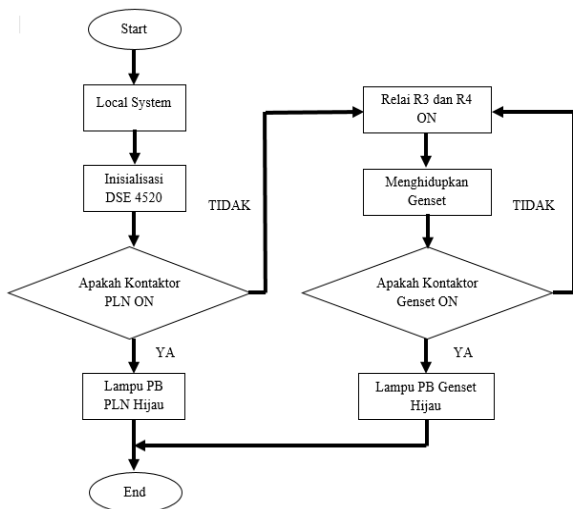 Start
Local System
Inisialisasi
DSE 4520
TIDAK
Apakah Kontaktor
PLN ON
YA
Lampu PB
PLN Hijau
End
Relai R3 dan R4
ON
Menghidupkan
Genset
TIDAK
Apakah Kontaktor
Genset ON
YA
Lampu PB Genset
Hijau